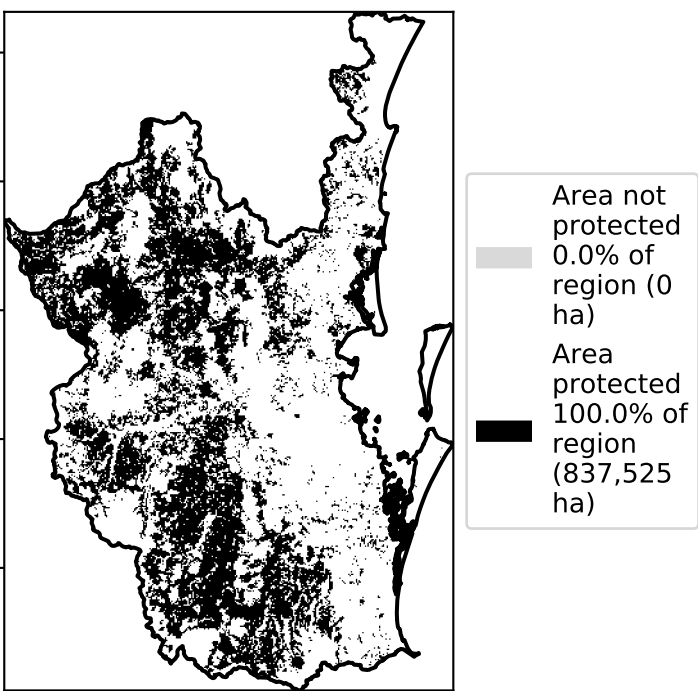 Area not
protected
0.0% of
region (0
ha)
Area
protected
100.0% of
region
(837,525
ha)